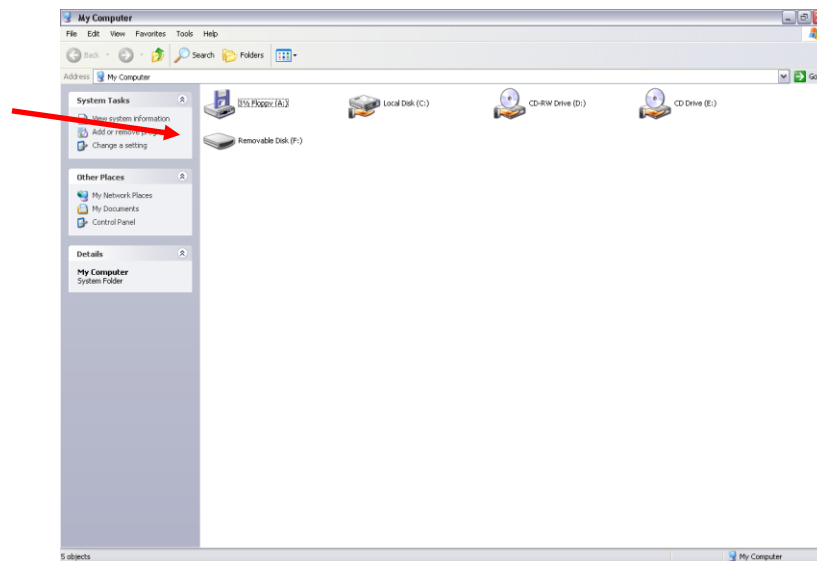 My Computer
File Edit View Favorites Tools Help
Back Search Folders
Address My Computer Go
System Tasks
View system information
Add or remove
Change a setting
Other Places
My Network Places
My Documents
Control Panel
Details
My Computer
System Folder
3½ Floppy (A:) Local Disk (C:) CD-RW Drive (D:) CD Drive (E:)
Removable Disk (F:)
5 objects My Computer